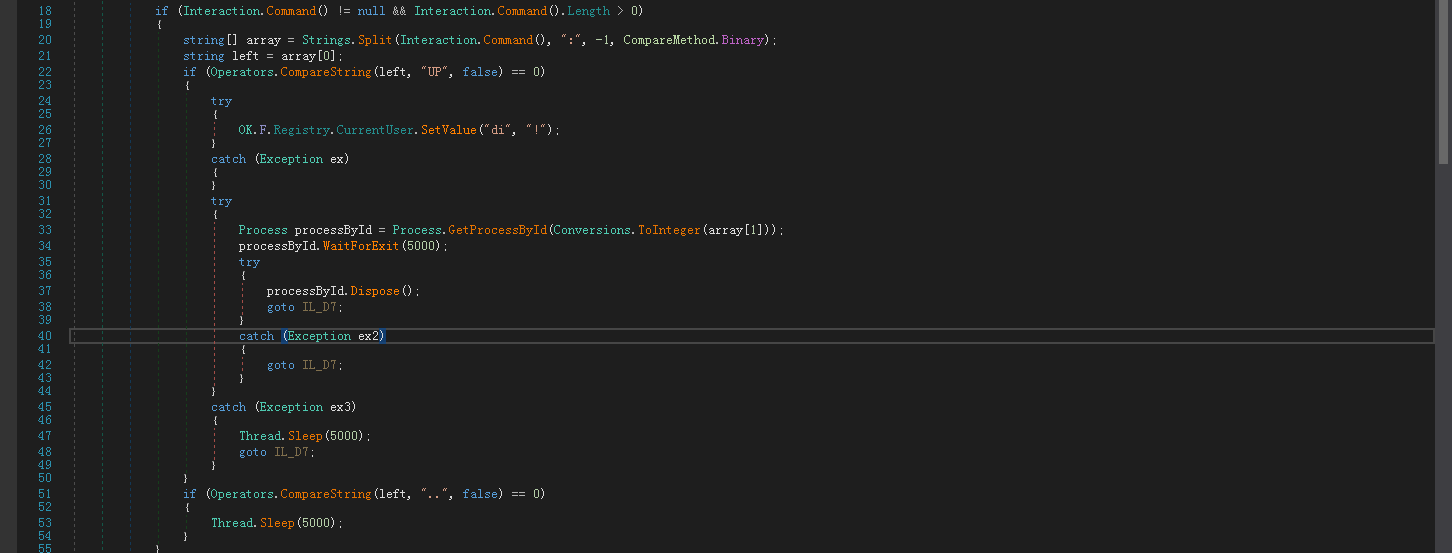 18 if (Interaction.Command() != null && Interaction.Command().Length > 0)
19 {
20 string[] array = Strings.Split(Interaction.Command(), ":", -1, CompareMethod.Binary);
21 string left = array[0];
22 if (Operators.CompareString(left, "UP", false) == 0)
23 {
24 try
25 {
26 OK.F.Registry.CurrentUser.SetValue("di", "!");
27 }
28 catch (Exception ex)
29 {
30 }
31 try
32 {
33 Process processById = Process.GetProcessById(Conversions.ToInteger(array[1]));
34 processById.WaitForExit(5000);
35 try
36 {
37 processById.Dispose();
38 goto IL_D7;
39 }
40 catch (Exception ex2)
41 {
42 goto IL_D7;
43 }
44 }
45 catch (Exception ex3)
46 {
47 Thread.Sleep(5000);
48 goto IL_D7;
49 }
50 }
51 if (Operators.CompareString(left, "..", false) == 0)
52 {
53 Thread.Sleep(5000);
54 }
55 }